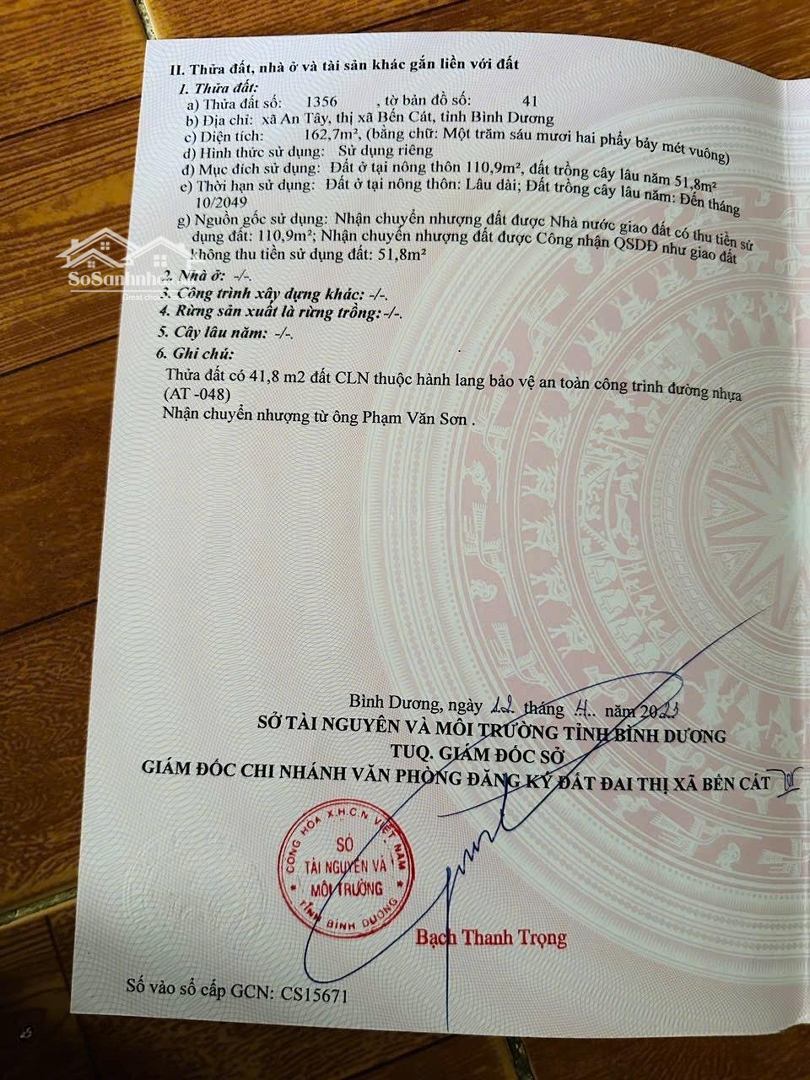 II. Thửa đất, nhà ở và tài sản khác gắn liền với đất
1. Thửa đất:
a) Thửa đất số: 1356 , tờ bản đồ số: 41
b) Địa chỉ: xã An Tây, thị xã Bến Cát, tỉnh Bình Dương
c) Diện tích: 162,7m², (bằng chữ: Một trăm sáu mươi hai phẩy bảy mét vuông)
d) Hình thức sử dụng: Sử dụng riêng
đ) Mục đích sử dụng: Đất ở tại nông thôn 110,9m², đất trồng cây lâu năm 51,8m²
e) Thời hạn sử dụng: Đất ở tại nông thôn: Lâu dài; Đất trồng cây lâu năm: Đến tháng
10/2049
g) Nguồn gốc sử dụng: Nhận chuyển nhượng đất được Nhà nước giao đất có thu tiền sử
dụng đất: 110,9m²; Nhận chuyển nhượng đất được Công nhận QSDĐ như giao đất
không thu tiền sử dụng đất: 51,8m²
SoSanhnha
Great choi
2. Nhà ở: -/-.
3. Công trình xây dựng khác: -/-.
4. Rừng sản xuất là rừng trồng: -/-.
5. Cây lâu năm: -/-.
6. Ghi chú:
Thửa đất có 41,8 m2 đất CLN thuộc hành lang bảo vệ an toàn công trình đường nhựa
(AT -048)
Nhận chuyển nhượng từ ông Phạm Văn Sơn .
Bình Dương, ngày 12 tháng 4.. năm 2023
SỞ TÀI NGUYÊN VÀ MÔI TRƯỜNG TỈNH BÌNH DƯƠNG
TUQ. GIÁM ĐỐC SỞ
GIÁM ĐỐC CHI NHÁNH VĂN PHÒNG ĐĂNG KÝ ĐẤT ĐAI THỊ XÃ BẾN CÁT
CỘNG HÒA X.H.C.N VIỆT NAM
SỞ
TÀI NGUYÊN VÀ
MÔI TRƯỜNG
TỈNH BÌNH DƯƠNG
Bạch Thanh Trọng
Số vào sổ cấp GCN: CS15671